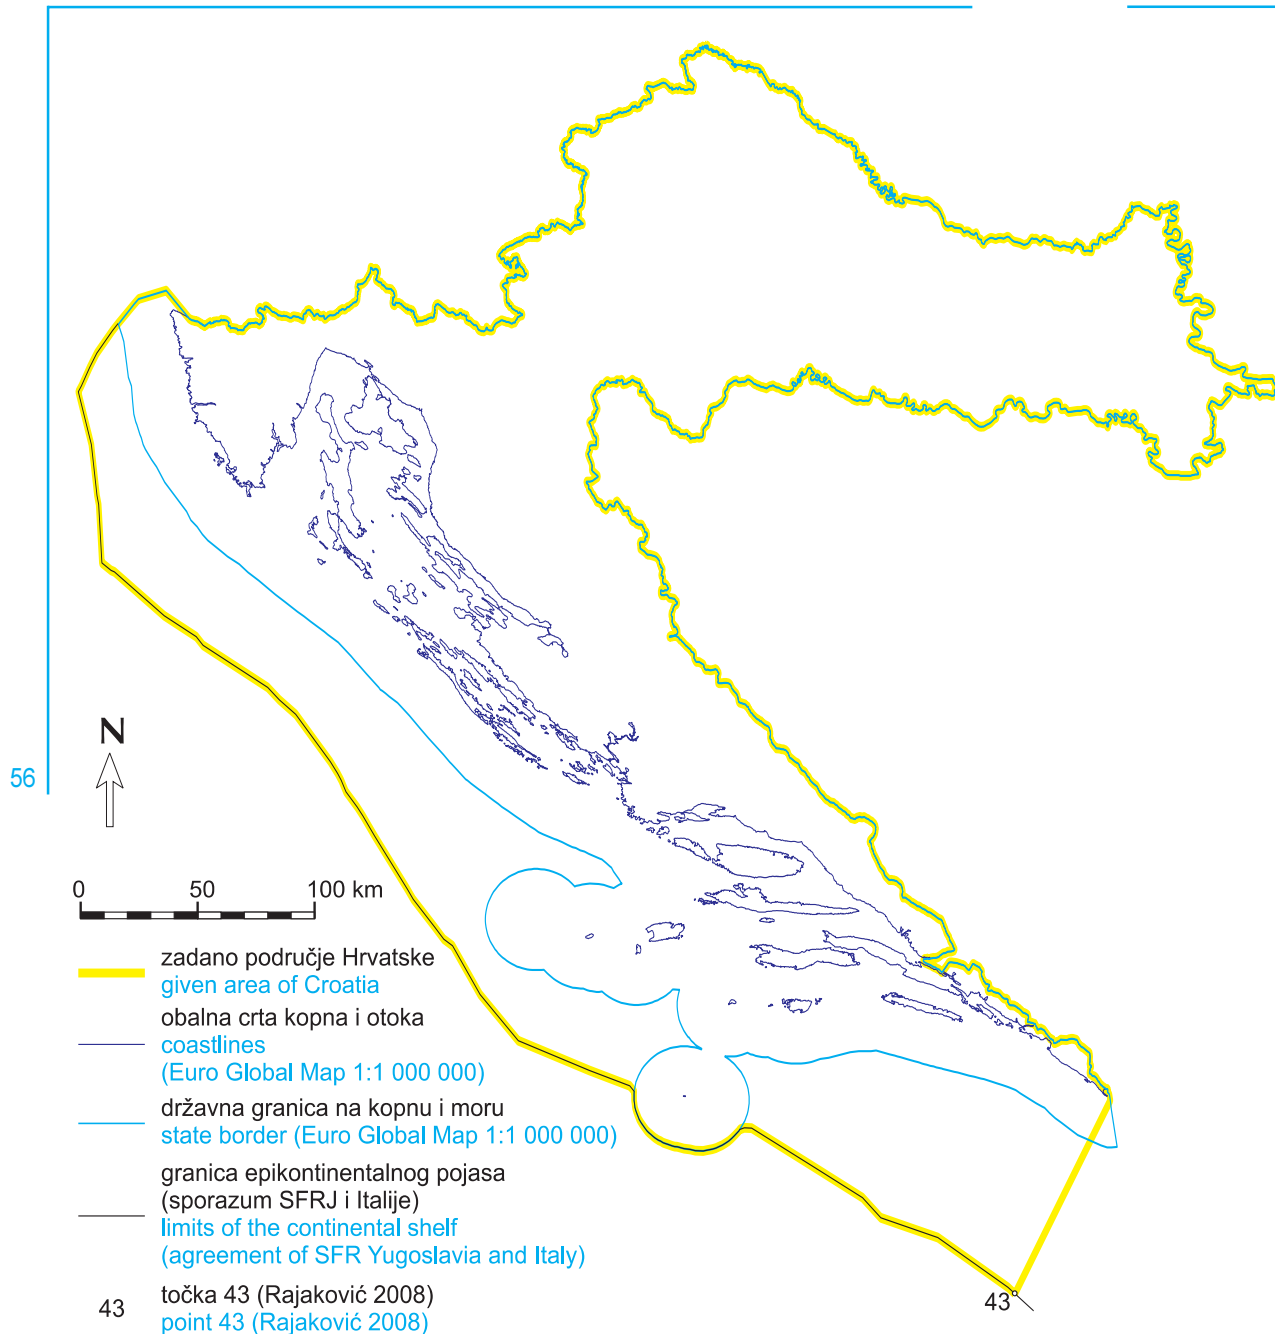 N
56
0 50 100 km
zadano područje Hrvatske
given area of Croatia
obalna crta kopna i otoka
coastlines
(Euro Global Map 1:1 000 000)
državna granica na kopnu i moru
state border (Euro Global Map 1:1 000 000)
granica epikontinentalnog pojasa
(sporazum SFRJ i Italije)
limits of the continental shelf
(agreement of SFR Yugoslavia and Italy)
43 točka 43 (Rajaković 2008)
point 43 (Rajaković 2008)
43